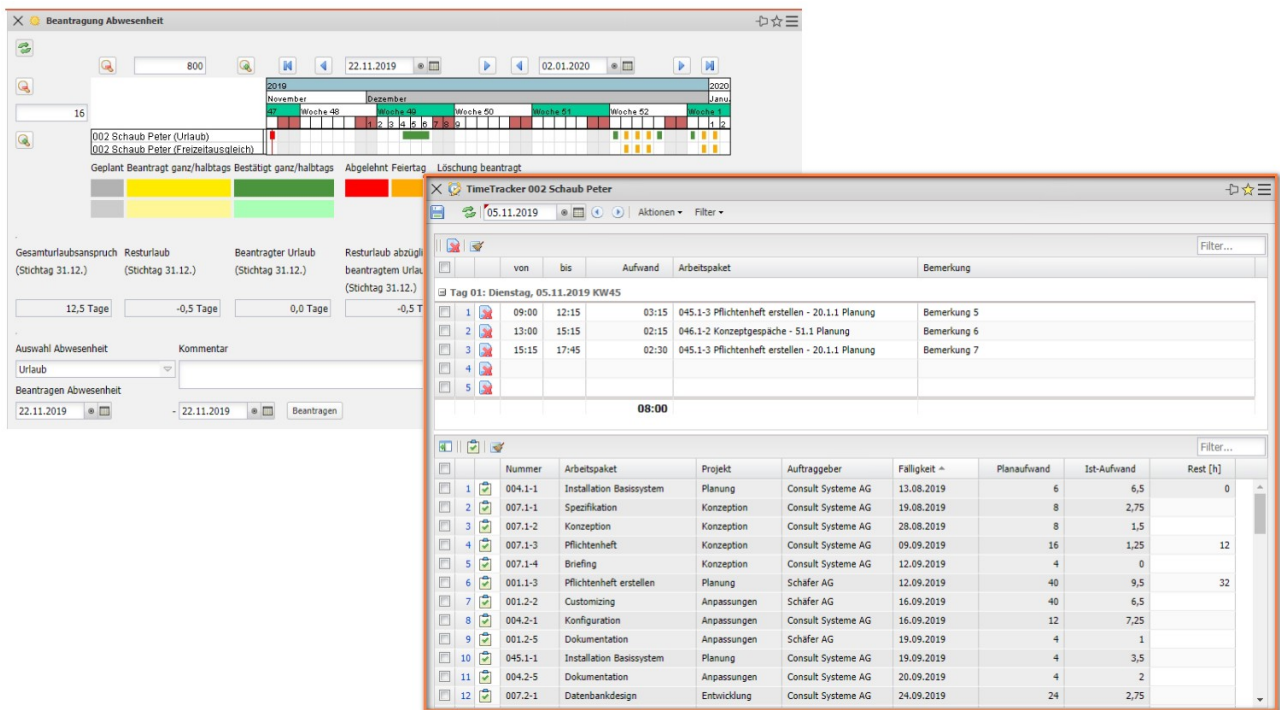 Beantragung Abwesenheit
800
22.11.2019
02.01.2020
2019 2020
November Dezember Janu.
16
47 Woche 48 Woche 49 Woche 50 Woche 51 Woche 52 Woche 1
1 2 3 4 5 6 7 8 9 1 2
002 Schaub Peter (Urlaub)
002 Schaub Peter (Freizeitausgleich)
Geplant Beantragt ganz/halbtags Bestätigt ganz/halbtags Abgelehnt Feiertag Löschung beantragt
Gesamturlaubsanspruch Resturlaub Beantragter Urlaub Resturlaub abzügli
(Stichtag 31.12.) (Stichtag 31.12.) (Stichtag 31.12.) beantragtem Urlau
(Stichtag 31.12.)
12,5 Tage -0,5 Tage 0,0 Tage -0,5 T
Auswahl Abwesenheit Kommentar
Urlaub
Beantragen Abwesenheit
22.11.2019 - 22.11.2019 Beantragen
TimeTracker 002 Schaub Peter
05.11.2019 Aktionen Filter
Filter...
von bis Aufwand Arbeitspaket Bemerkung
Tag 01: Dienstag, 05.11.2019 KW45
1 09:00 12:15 03:15 045.1-3 Pflichtenheft erstellen - 20.1.1 Planung Bemerkung 5
2 13:00 15:15 02:15 046.1-2 Konzeptgespäche - 51.1 Planung Bemerkung 6
3 15:15 17:45 02:30 045.1-3 Pflichtenheft erstellen - 20.1.1 Planung Bemerkung 7
4
5
08:00
Filter...
Nummer Arbeitspaket Projekt Auftraggeber Fälligkeit Planaufwand Ist-Aufwand Rest [h]
1 004.1-1 Installation Basissystem Planung Consult Systeme AG 13.08.2019 6 6,5 0
2 007.1-1 Spezifikation Konzeption Consult Systeme AG 19.08.2019 8 2,75
3 007.1-2 Konzeption Konzeption Consult Systeme AG 28.08.2019 8 1,5
4 007.1-3 Pflichtenheft Konzeption Consult Systeme AG 09.09.2019 16 1,25 12
5 007.1-4 Briefing Konzeption Consult Systeme AG 12.09.2019 4 0
6 001.1-3 Pflichtenheft erstellen Planung Schäfer AG 12.09.2019 40 9,5 32
7 001.2-2 Customizing Anpassungen Schäfer AG 16.09.2019 40 6,5
8 004.2-1 Konfiguration Anpassungen Consult Systeme AG 16.09.2019 12 7,25
9 001.2-5 Dokumentation Anpassungen Schäfer AG 19.09.2019 4 1
10 045.1-1 Installation Basissystem Planung Consult Systeme AG 19.09.2019 4 3,5
11 004.2-5 Dokumentation Anpassungen Consult Systeme AG 20.09.2019 4 2
12 007.2-1 Datenbankdesign Entwicklung Consult Systeme AG 24.09.2019 24 2,75